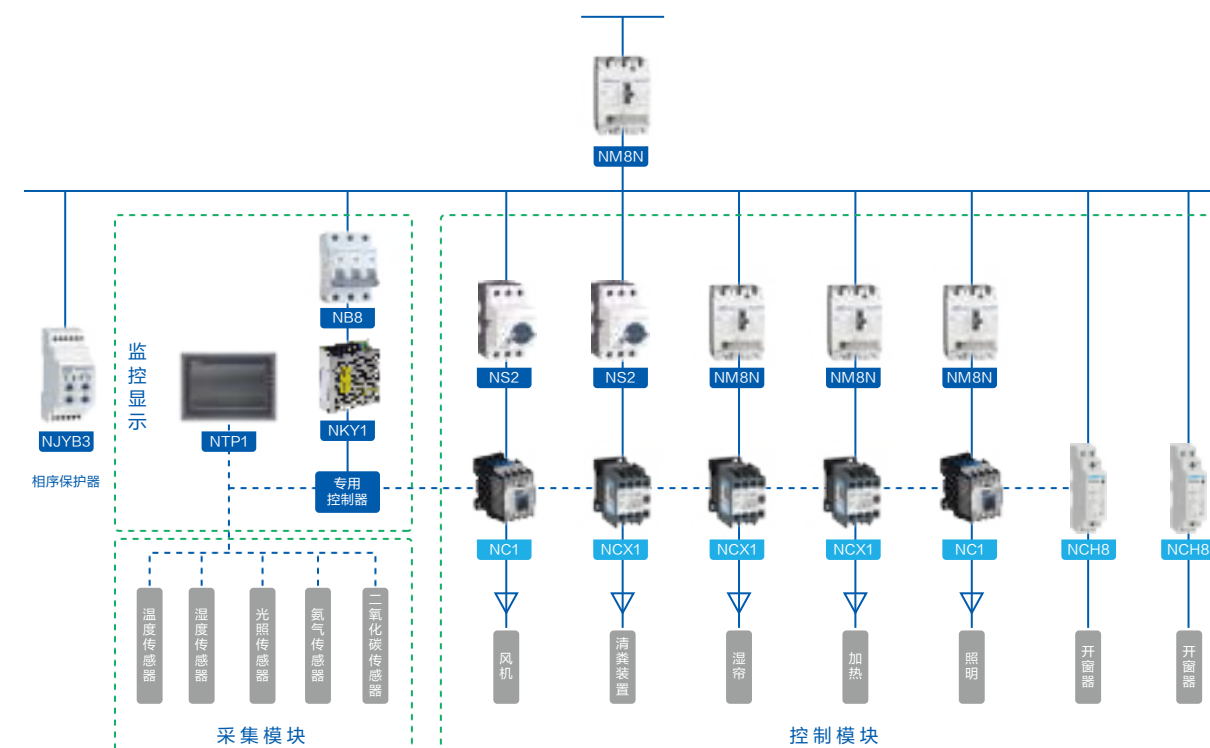 NM8N
NB8
NS2
NS2
NM8N
NM8N
NM8N
监控显示
NJYB3
NTP1
NKY1
相序保护器
专用
控制器
NC1
NCX1
NCX1
NCX1
NC1
NCH8
NCH8
温度传感器
湿度传感器
光照传感器
氨气传感器
二氧化碳传感器
风机
清粪装置
湿帘
加热
照明
开窗器
开窗器
采集模块
控制模块